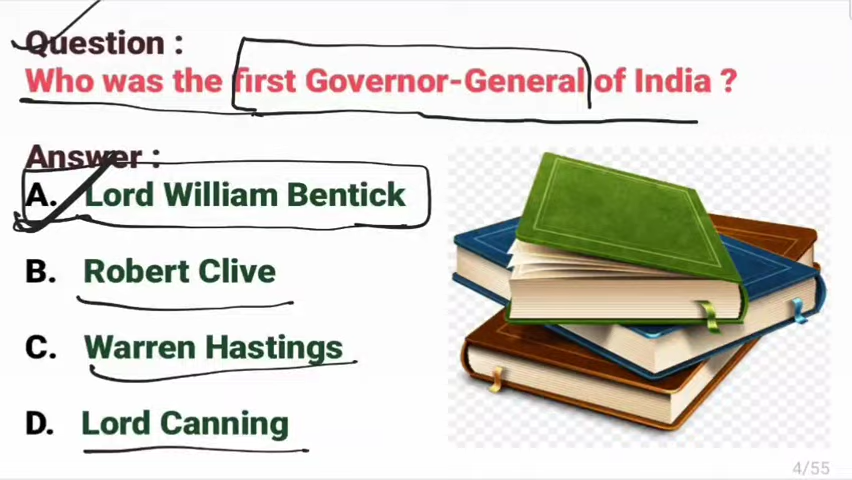 Question :
Who was the first Governor-General of India ?
Answer :
A. Lord William Bentick
B. Robert Clive
C. Warren Hastings
D. Lord Canning
4/55